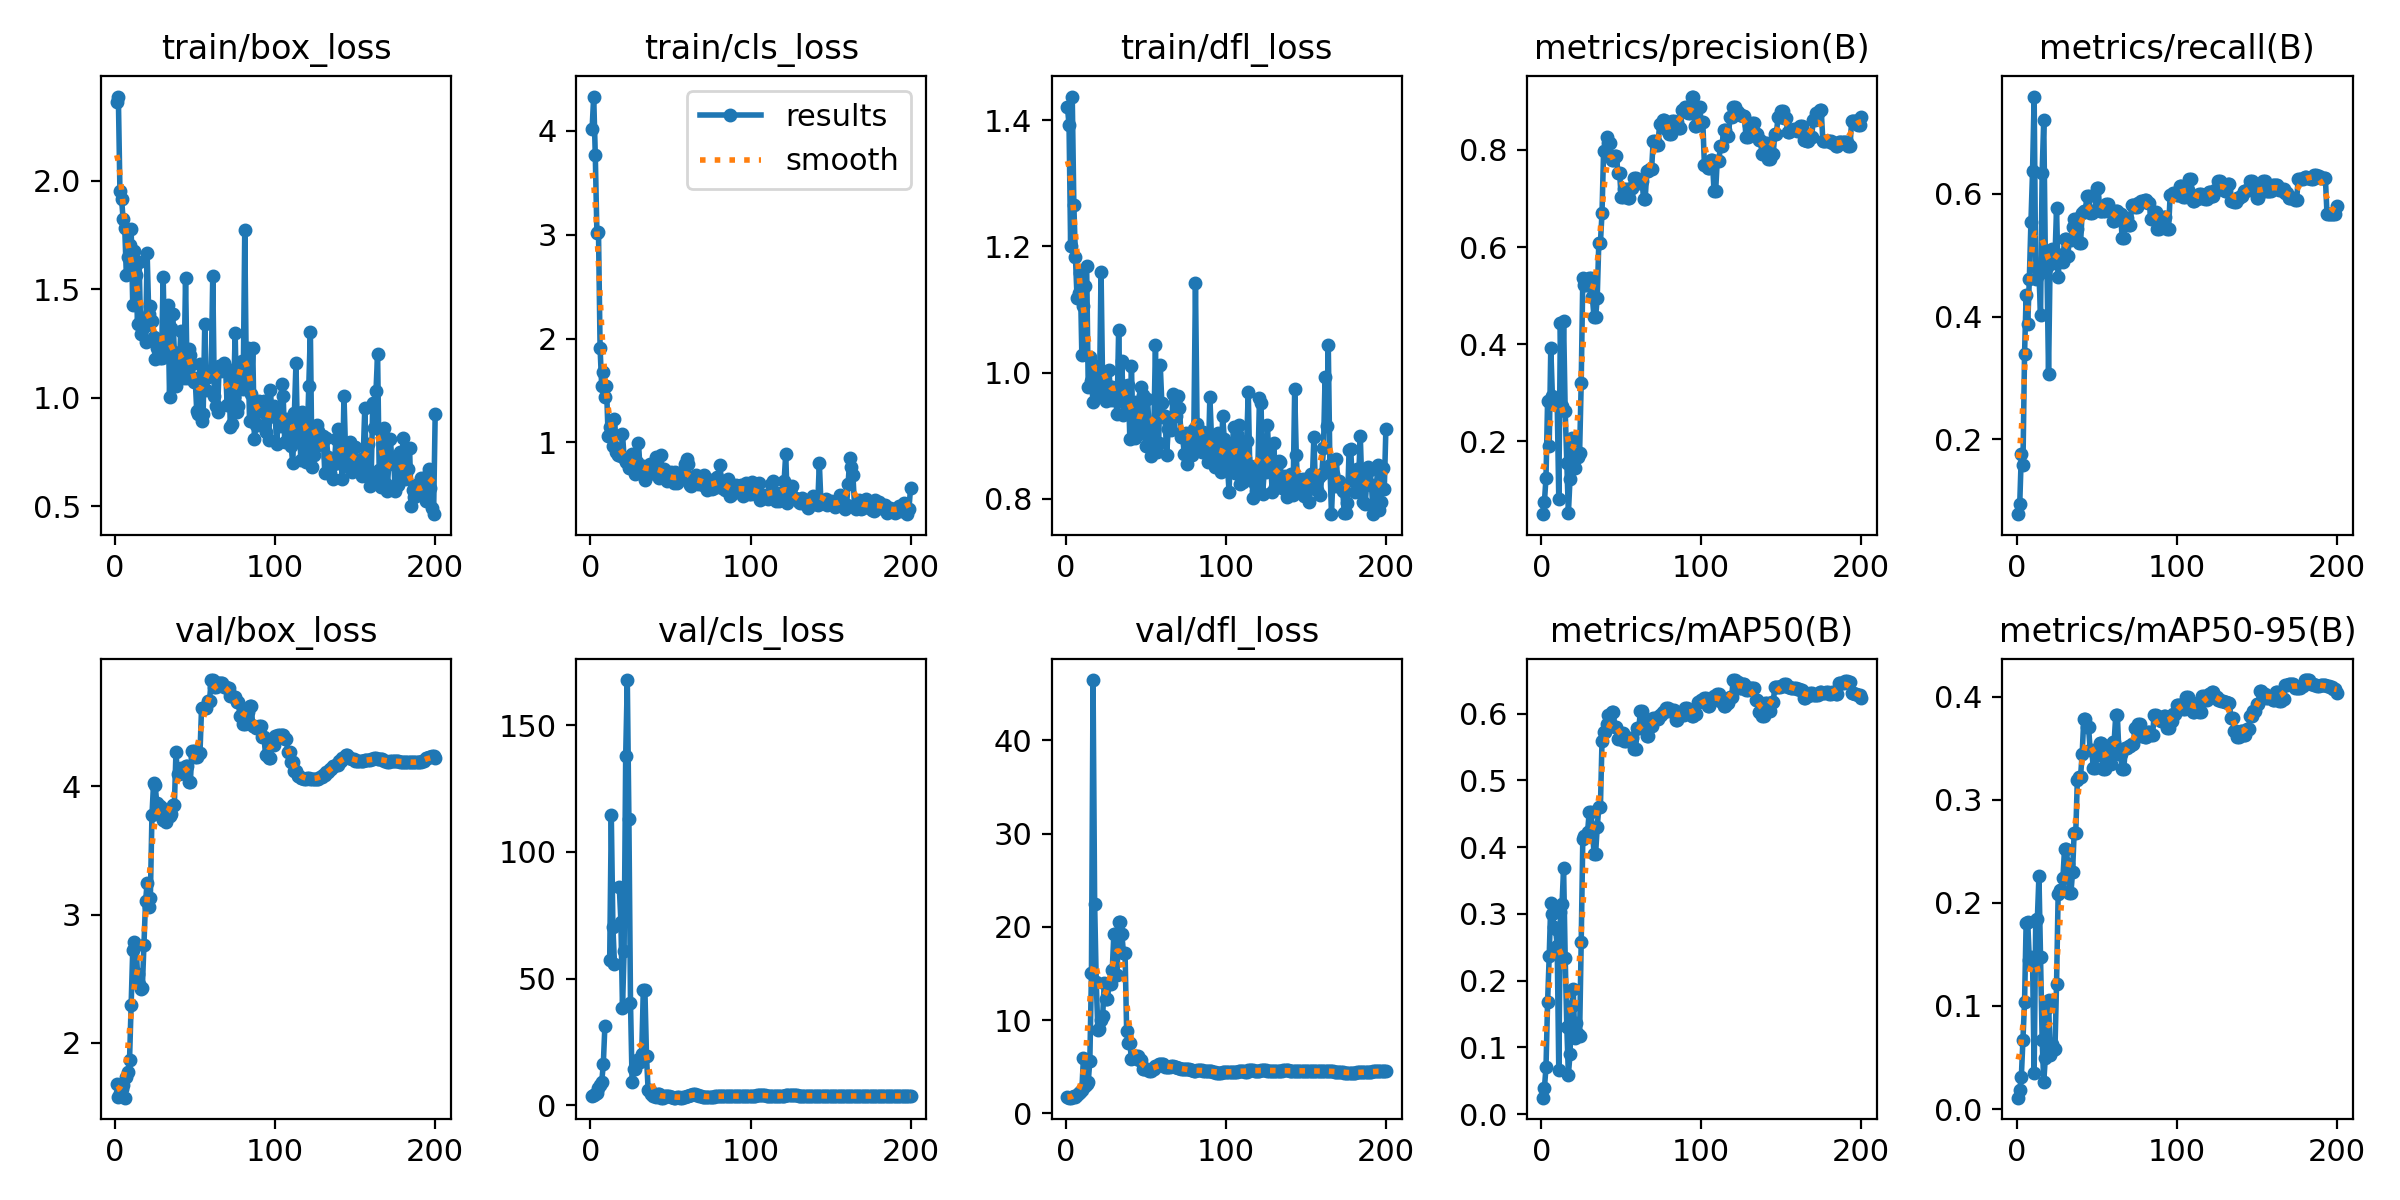 train/box_loss
train/cls_loss
train/dfl_loss
metrics/precision(B)
metrics/recall(B)
2.0
1.5
1.0
0.5
0 100 200
4
3
2
1
0 100 200
results
smooth
1.4
1.2
1.0
0.8
0 100 200
0.8
0.6
0.4
0.2
0 100 200
0.6
0.4
0.2
0 100 200
val/box_loss
val/cls_loss
val/dfl_loss
metrics/mAP50(B)
metrics/mAP50-95(B)
4
3
2
0 100 200
150
100
50
0
0 100 200
40
30
20
10
0
0 100 200
0.6
0.5
0.4
0.3
0.2
0.1
0.0
0 100 200
0.4
0.3
0.2
0.1
0.0
0 100 200